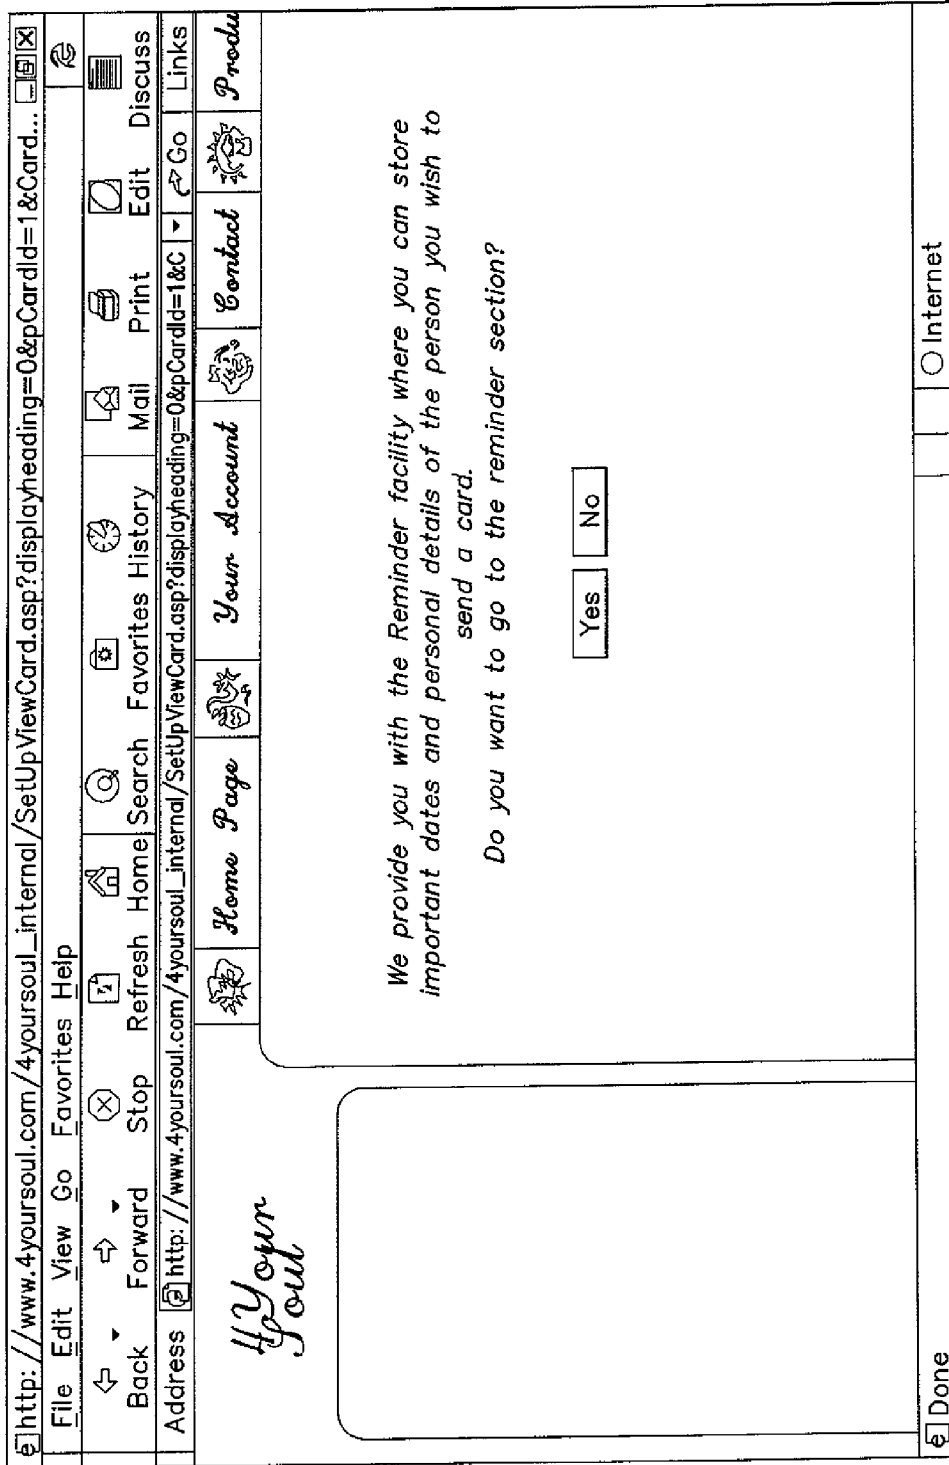 http://www.4yoursoul.com/4yoursoul_internal/SetUpViewCard.asp?displayheading=0&pCardId=1&Card...
File Edit View Go Favorites Help
Back Forward Stop Refresh Home Search Favorites History Mail Print Edit Discuss
Address http://www.4yoursoul.com/4yoursoul_internal/SetUpViewCard.asp?displayheading=0&pCardId=1&C Go Links
Home Page Your Account Contact Produ
4Your
Soul
We provide you with the Reminder facility where you can store
important dates and personal details of the person you wish to
send a card.
Do you want to go to the reminder section?
Yes No
Done Internet